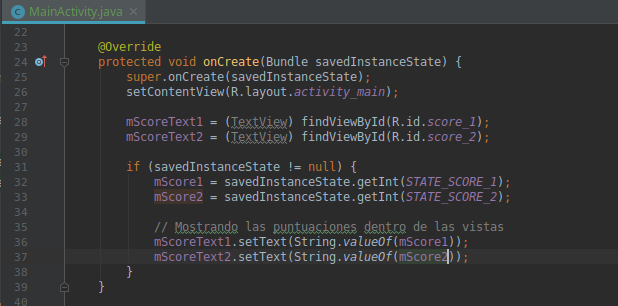 MainActivity.java
22
23 @Override
24 protected void onCreate(Bundle savedInstanceState) {
25 super.onCreate(savedInstanceState);
26 setContentView(R.layout.activity_main);
27
28 mScoreText1 = (TextView) findViewById(R.id.score_1);
29 mScoreText2 = (TextView) findViewById(R.id.score_2);
30
31 if (savedInstanceState != null) {
32 mScore1 = savedInstanceState.getInt(STATE_SCORE_1);
33 mScore2 = savedInstanceState.getInt(STATE_SCORE_2);
34
35 // Mostrando las puntuaciones dentro de las vistas
36 mScoreText1.setText(String.valueOf(mScore1));
37 mScoreText2.setText(String.valueOf(mScore2));
38 }
39 }
40